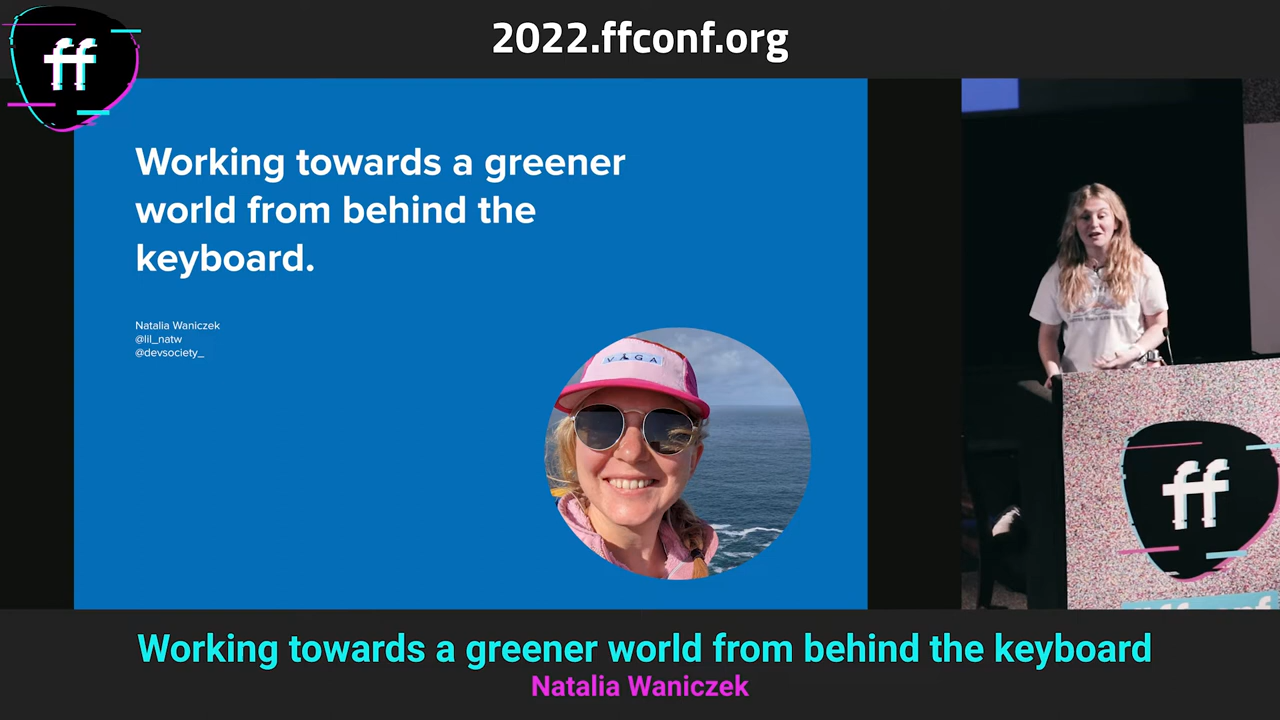 2022.ffconf.org
ff
Working towards a greener
world from behind the
keyboard.
Natalia Waniczek
@lil_natw
@devsociety_
VAGA
ff
Working towards a greener world from behind the keyboard
Natalia Waniczek